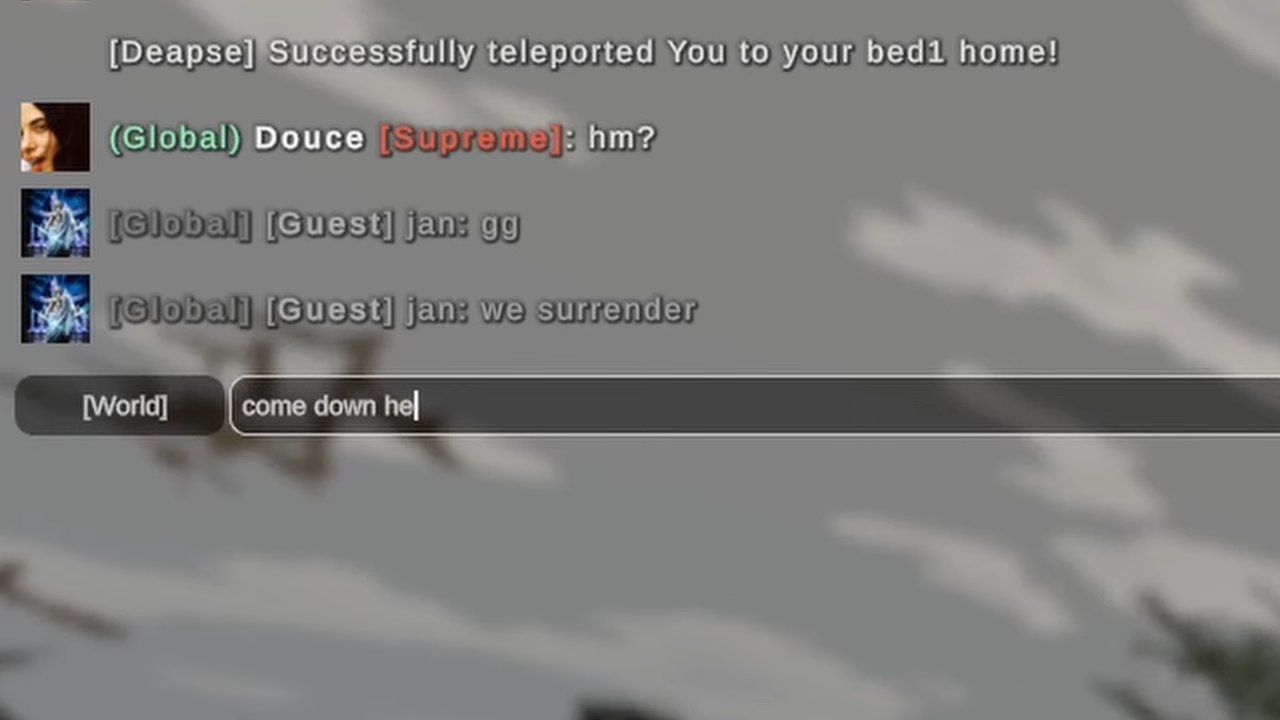 [Deapse] Successfully teleported You to your bed1 home!
(Global) Douce [Supreme]: hm?
[Global] [Guest] jan: gg
[Global] [Guest] jan: we surrender
[World] come down he